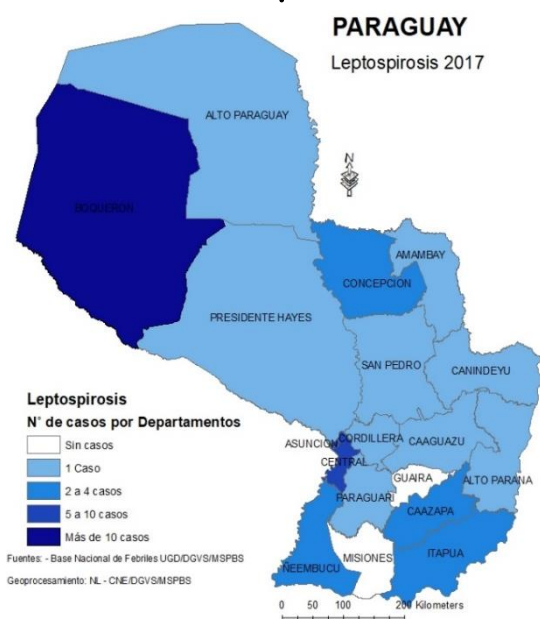 PARAGUAY
Leptospirosis 2017
ALTO PARAGUAY
N
BOQUERON
AMAMBAY
CONCEPCION
PRESIDENTE HAYES
SAN PEDRO
CANINDEYU
Leptospirosis
N° de casos por Departamentos
Sin casos
1 Caso
2 a 4 casos
5 a 10 casos
Más de 10 casos
ASUNCION
CORDILLERA
CAAGUAZU
CENTRAL
GUAIRA
ALTO PARANA
PARAGUARI
CAAZAPA
MISIONES
ITAPUA
ÑEEMBUCU
Fuentes: - Base Nacional de Febriles UGD/DGVS/MSPBS
Geoprocesamiento: NL - CNE/DGVS/MSPBS
0 50 100 200 Kilometers